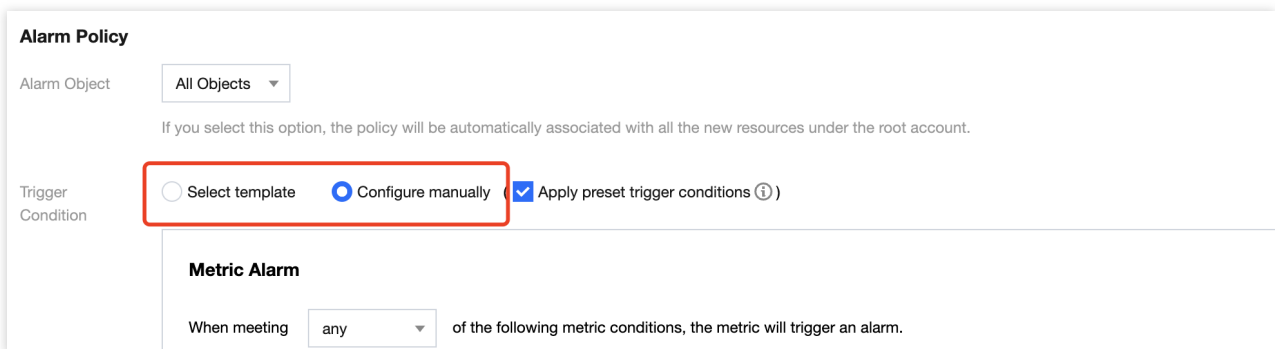 Alarm Policy
Alarm Object All Objects
If you select this option, the policy will be automatically associated with all the new resources under the root account.
Trigger Condition Select template Configure manually ( Apply preset trigger conditions i )
Metric Alarm
When meeting any of the following metric conditions, the metric will trigger an alarm.